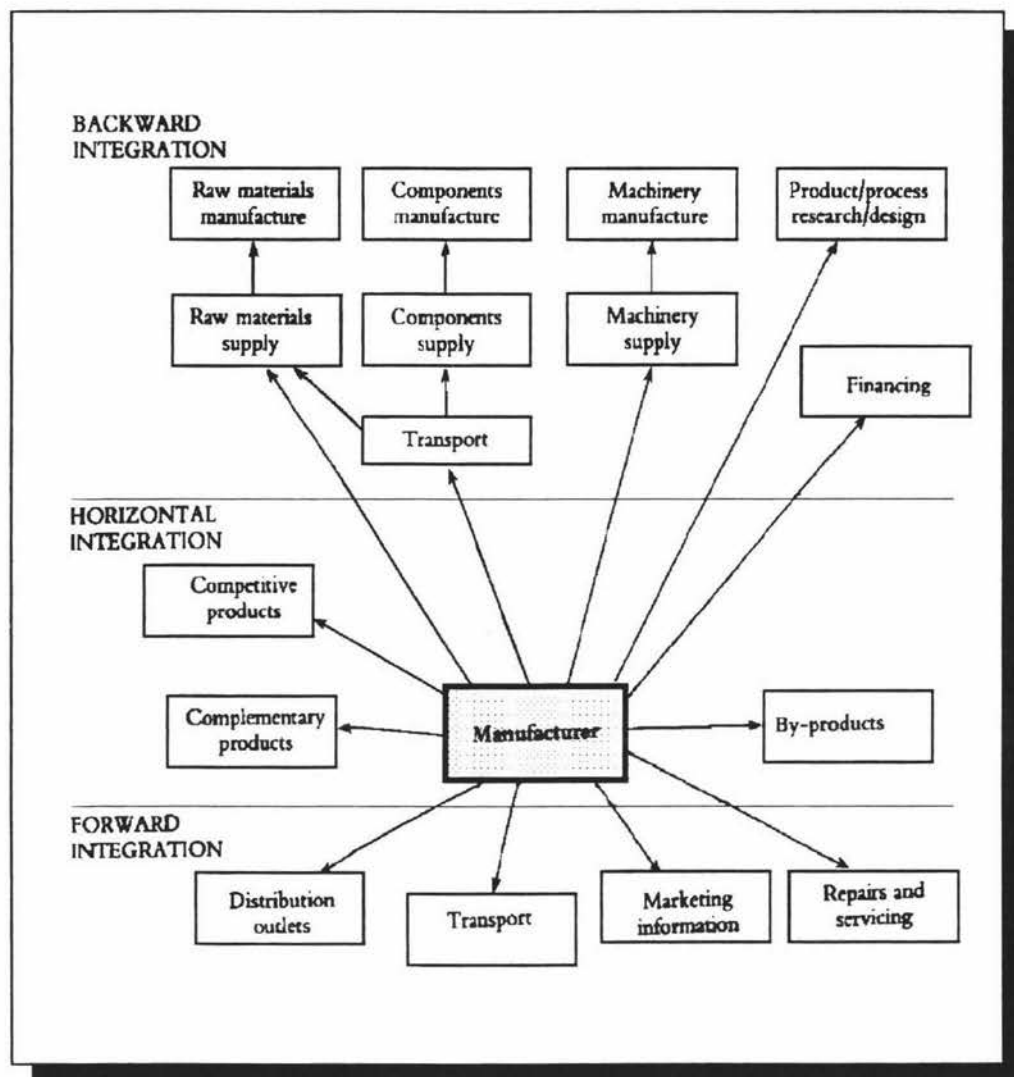 BACKWARD
INTEGRATION
Raw materials
manufacture
Components
manufacture
Machinery
manufacture
Product/process
research/design
Raw materials
supply
Components
supply
Machinery
supply
Financing
Transport
HORIZONTAL
INTEGRATION
Competitive
products
Complementary
products
Manufacturer
By-products
FORWARD
INTEGRATION
Distribution
outlets
Transport
Marketing
information
Repairs and
servicing